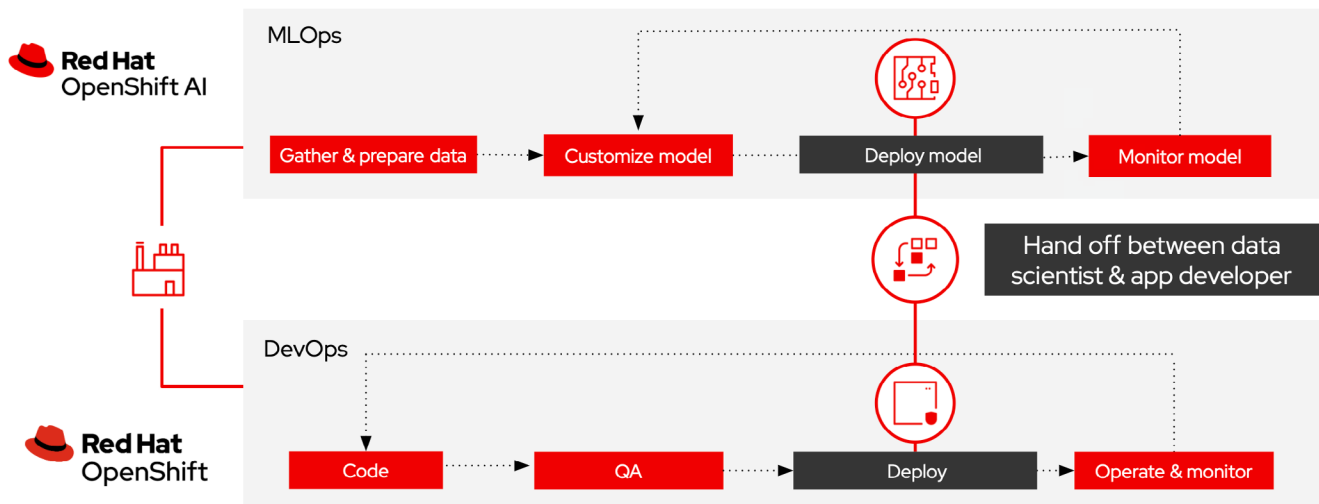 MLOps
Red Hat
OpenShift AI
Gather & prepare data
Customize model
Deploy model
Monitor model
Hand off between data
scientist & app developer
DevOps
Red Hat
OpenShift
Code
QA
Deploy
Operate & monitor